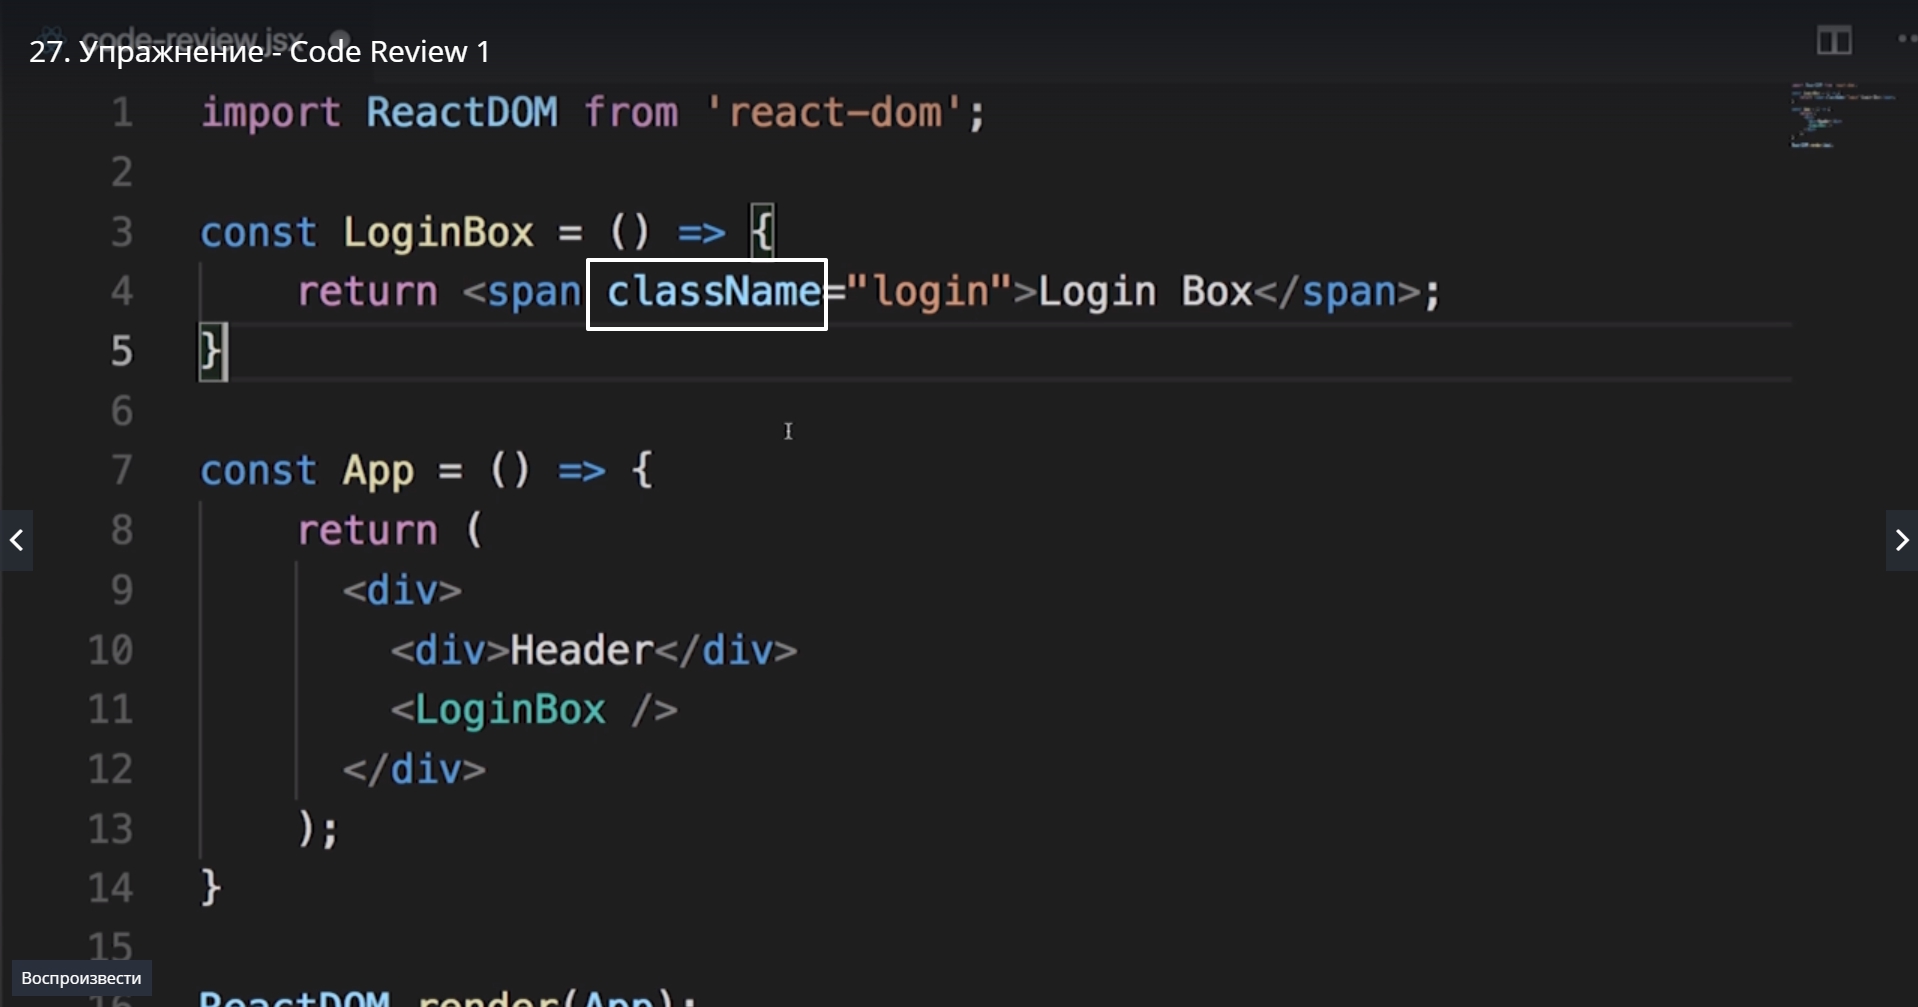 code-review.jsx
27. Упражнение - Code Review 1
1 import ReactDOM from 'react-dom';
2
3 const LoginBox = () => {
4 return <span className="login">Login Box</span>;
5 }
6
7 const App = () => {
8 return (
9 <div>
10 <div>Header</div>
11 <LoginBox />
12 </div>
13 );
14 }
15
Воспроизвести
16 ReactDOM.render(App);